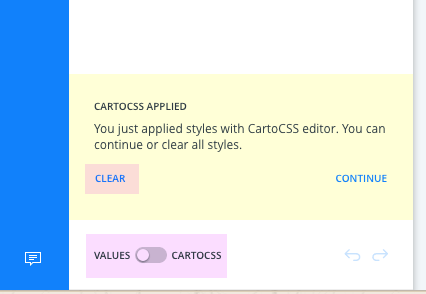 CARTOCSS APPLIED
You just applied styles with CartoCSS editor. You can
continue or clear all styles.
CLEAR CONTINUE
VALUES CARTOCSS